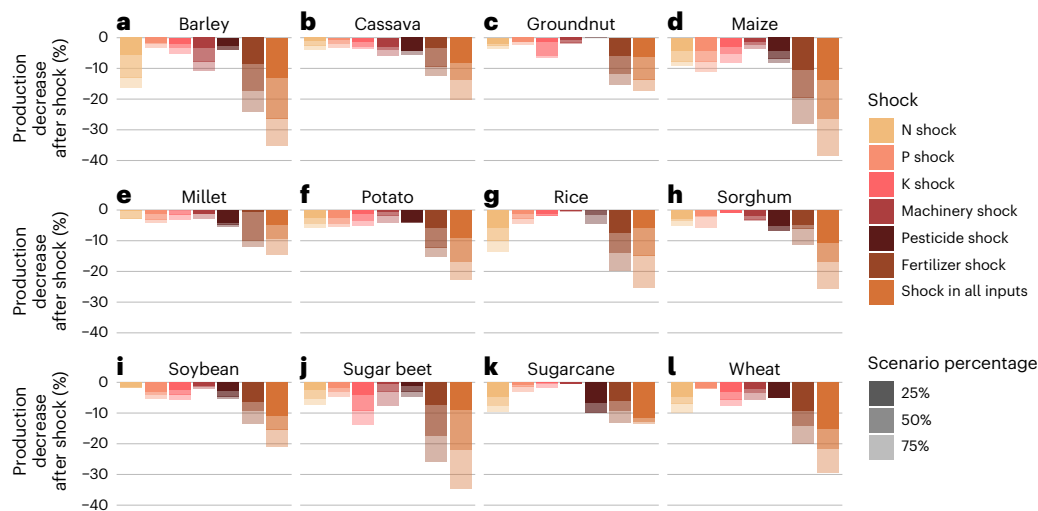 a Barley b Cassava c Groundnut d Maize
Production
decrease
after shock (%)
0
−10
−20
−30
−40
e Millet f Potato g Rice h Sorghum
Production
decrease
after shock (%)
0
−10
−20
−30
−40
i Soybean j Sugar beet k Sugarcane l Wheat
Production
decrease
after shock (%)
0
−10
−20
−30
−40
Shock
N shock
P shock
K shock
Machinery shock
Pesticide shock
Fertilizer shock
Shock in all inputs
Scenario percentage
25%
50%
75%